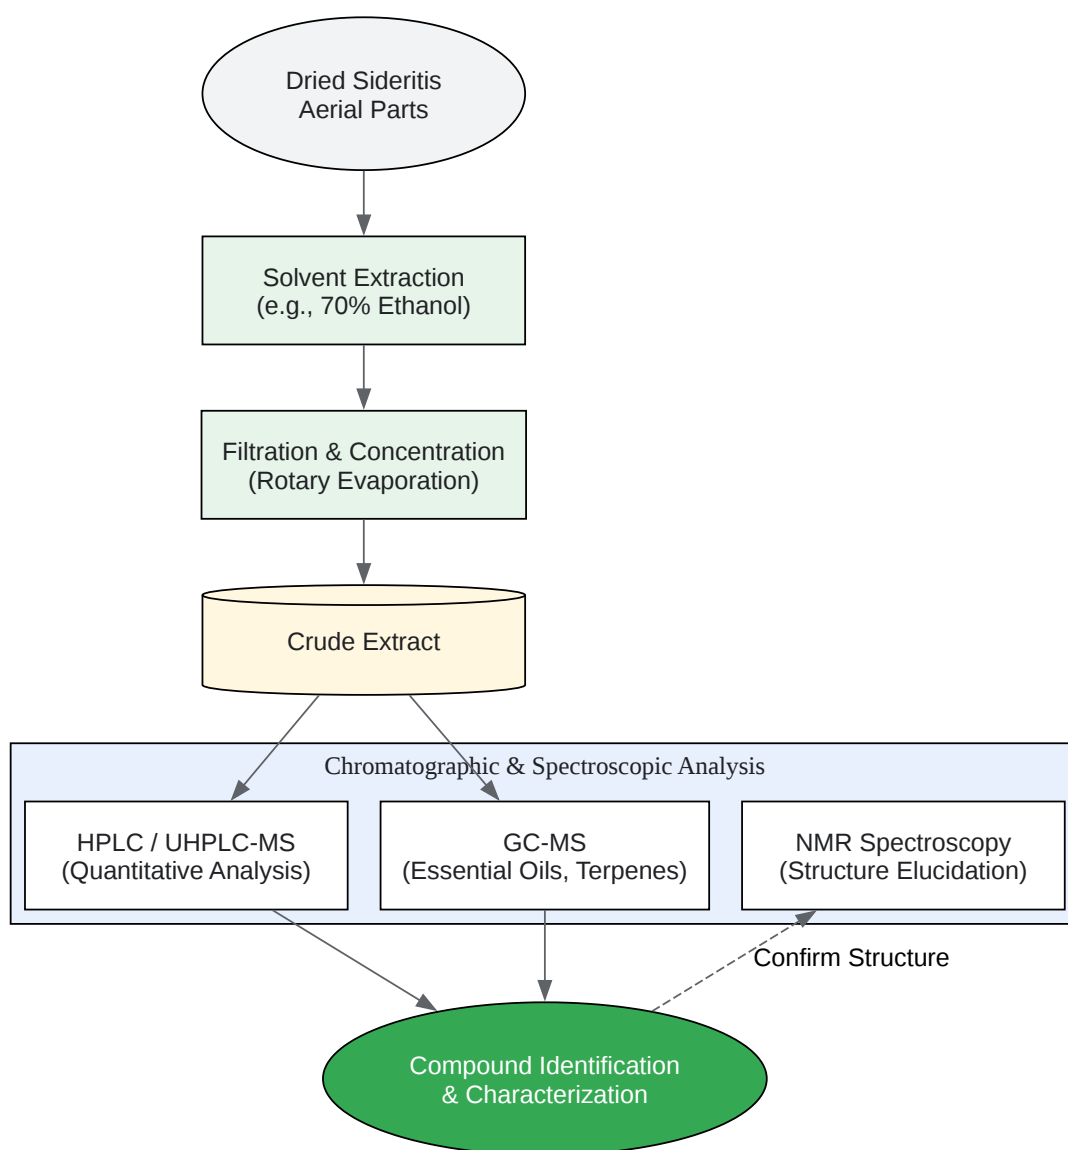 Dried Sideritis
Aerial Parts
Solvent Extraction
(e.g., 70% Ethanol)
Filtration & Concentration
(Rotary Evaporation)
Crude Extract
Chromatographic & Spectroscopic Analysis
HPLC / UHPLC-MS
(Quantitative Analysis)
GC-MS
(Essential Oils, Terpenes)
NMR Spectroscopy
(Structure Elucidation)
Confirm Structure
Compound Identification
& Characterization